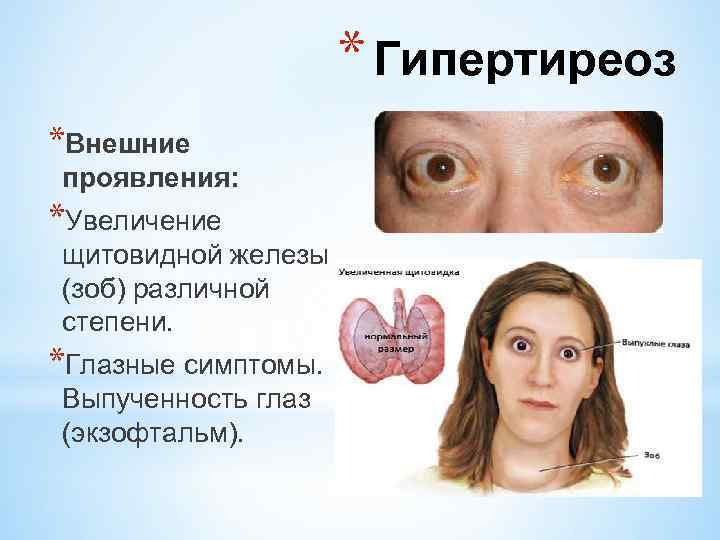 * Гипертиреоз
*Внешние
проявления:
*Увеличение
щитовидной железы
(зоб) различной
степени.
*Глазные симптомы.
Выпученность глаз
(экзофтальм).
Увеличенная щитовидка
нормальный
размер
Выпуклые глаза
Зоб